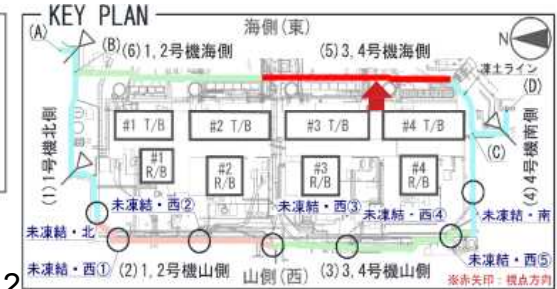 KEY PLAN
海側(東)
N
(A)
(B)
(6)1,2号機海側
(5)3,4号機海側
凍土ライン
(D)
#1 T/B
#2 T/B
#3 T/B
#4 T/B
(C)
(1)1号機北側
(4)4号機南側
#1
R/B
#2
R/B
#3
R/B
#4
R/B
未凍結・西②
未凍結・西③
未凍結・西④
未凍結・南
未凍結・北
未凍結・西①
(2)1,2号機山側
山側(西)
(3)3,4号機山側
未凍結・西⑤
※赤矢印:視点方向
2